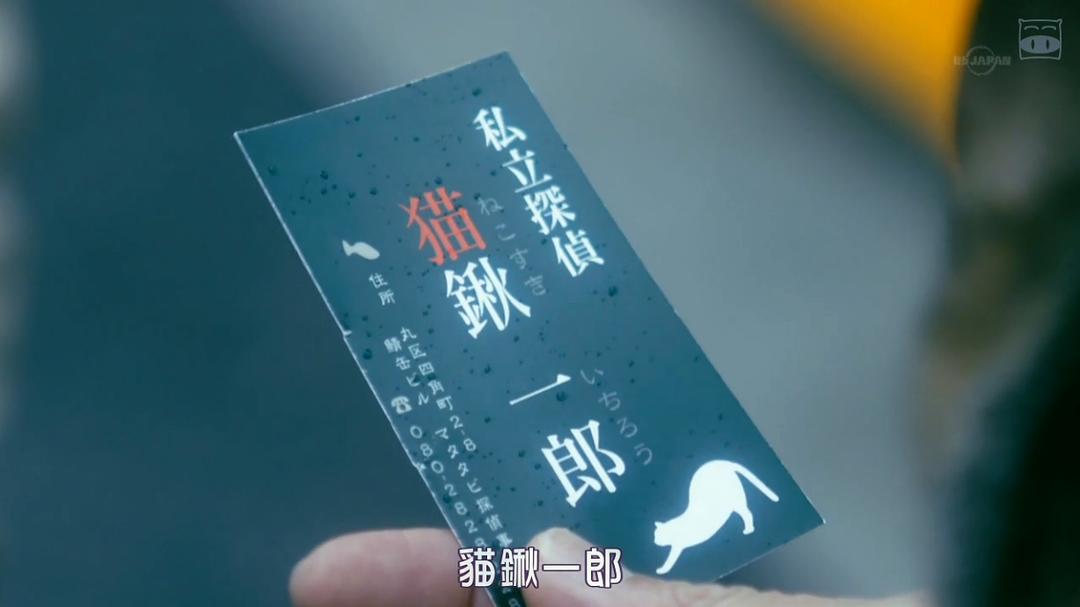 私立探偵
ねこすき
猫鍬
いちろう
一郎
住所
丸区四角町2-8 マタタビ探偵事
鯖缶ビル
☎080-2828
貓鍬一郎
JAPAN